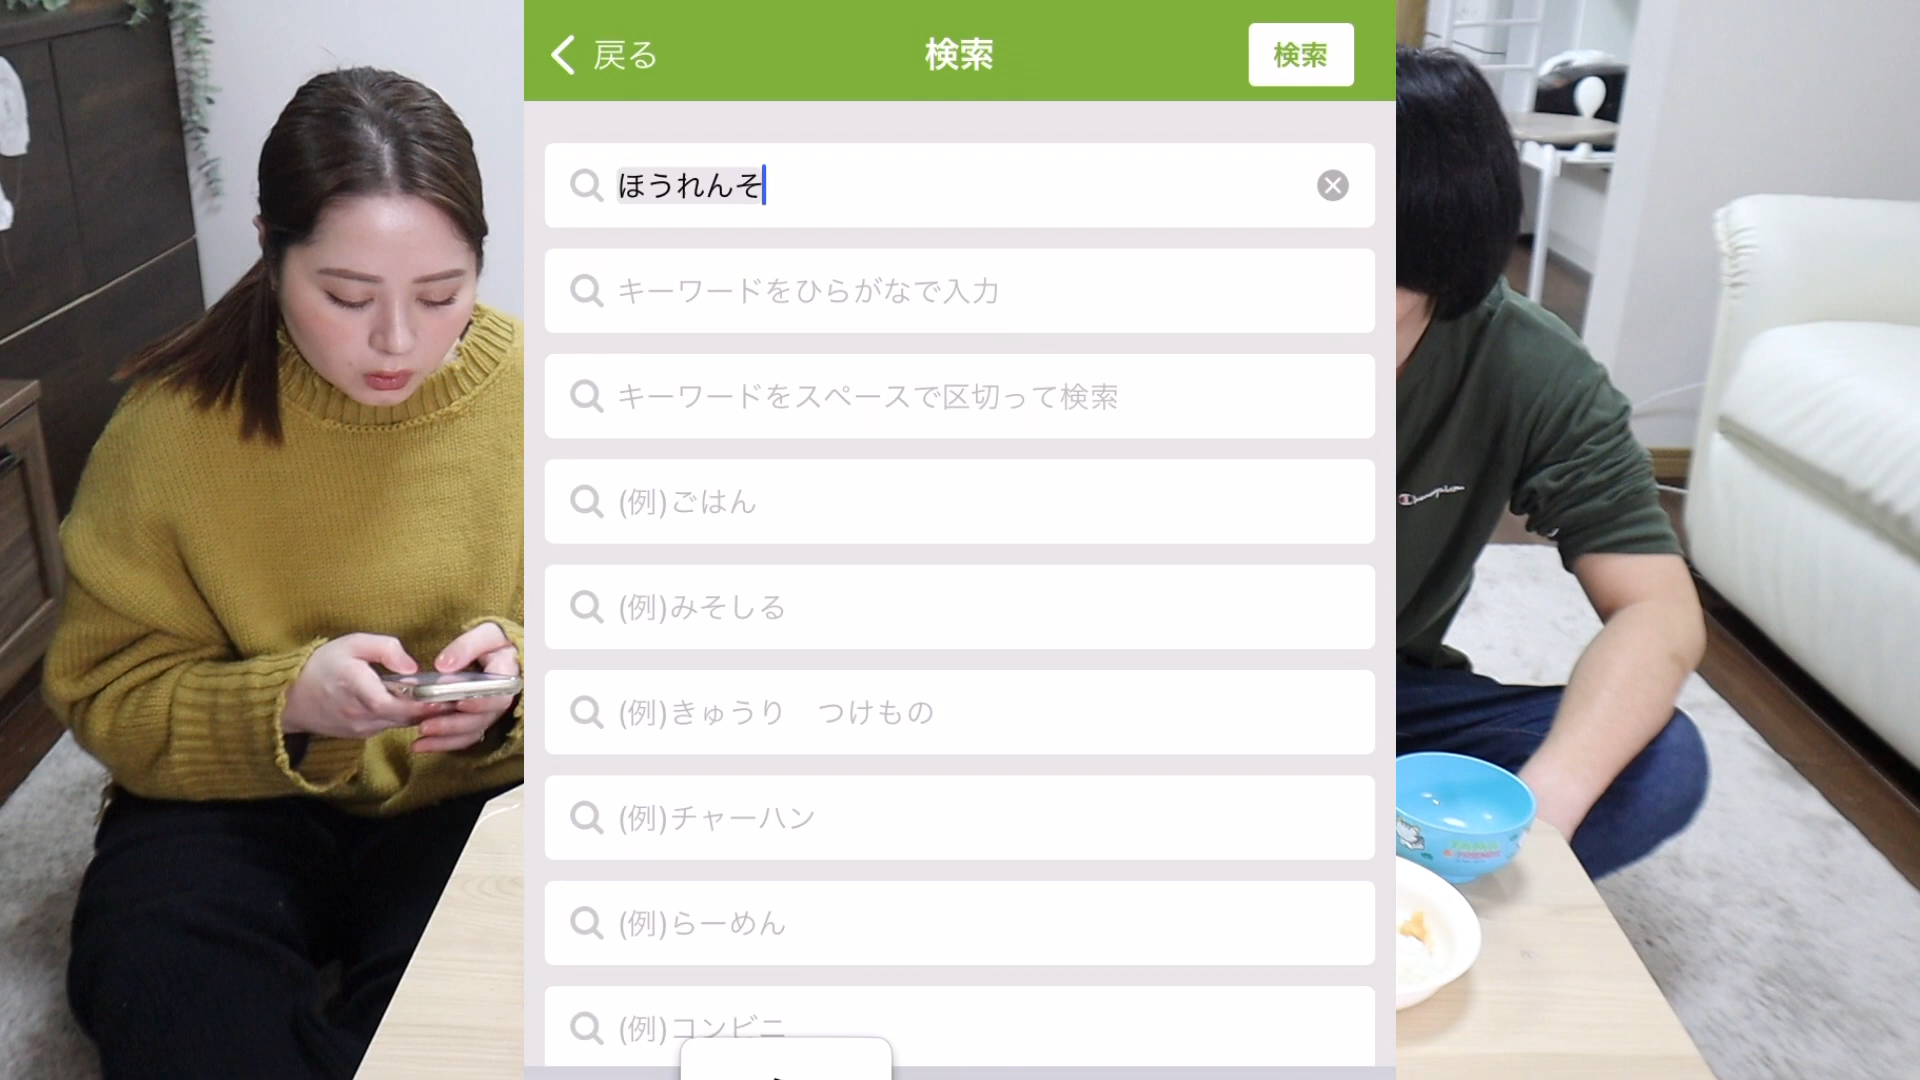 戻る
検索
検索
ほうれんそ
キーワードをひらがなで入力
キーワードをスペースで区切って検索
(例)ごはん
(例)みそしる
(例)きゅうり　つけもの
(例)チャーハン
(例)らーめん
(例)コンビニ
Champion